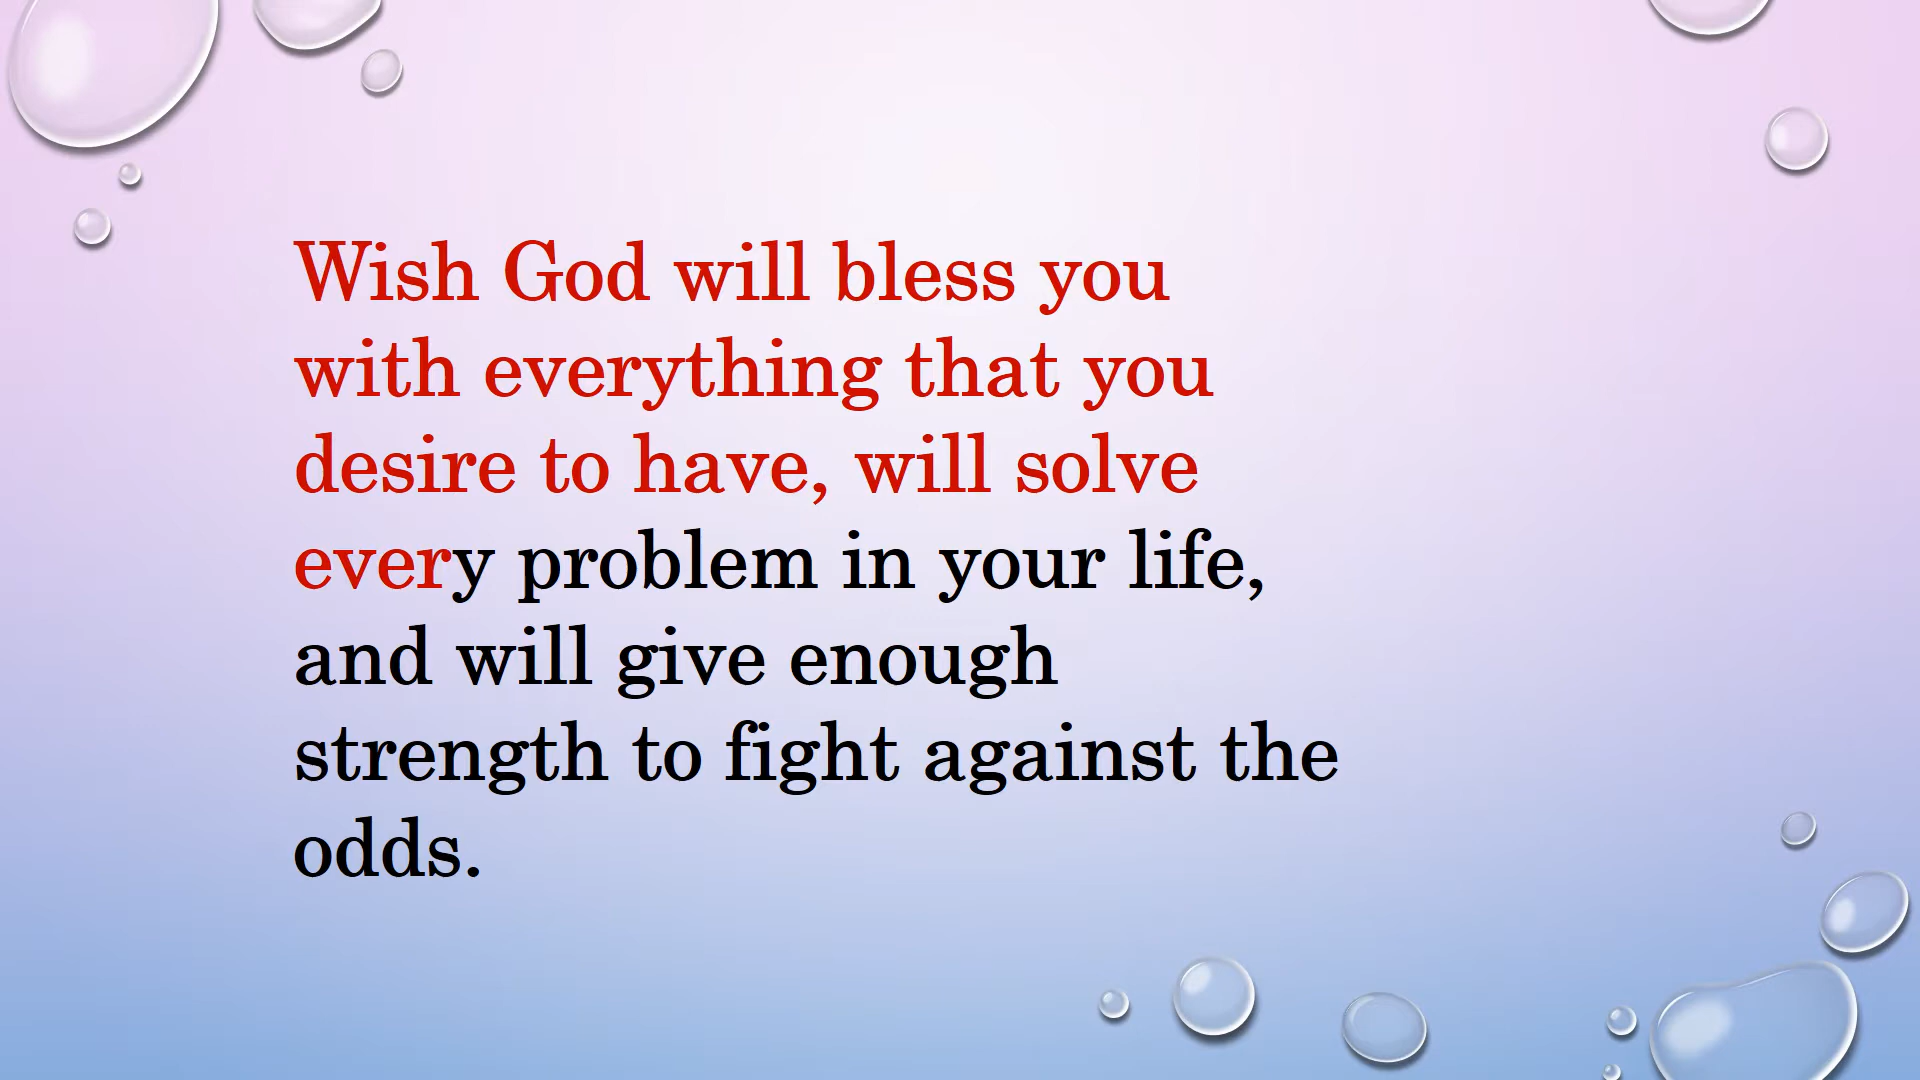 Wish God will bless you
with everything that you
desire to have, will solve
every problem in your life,
and will give enough
strength to fight against the
odds.